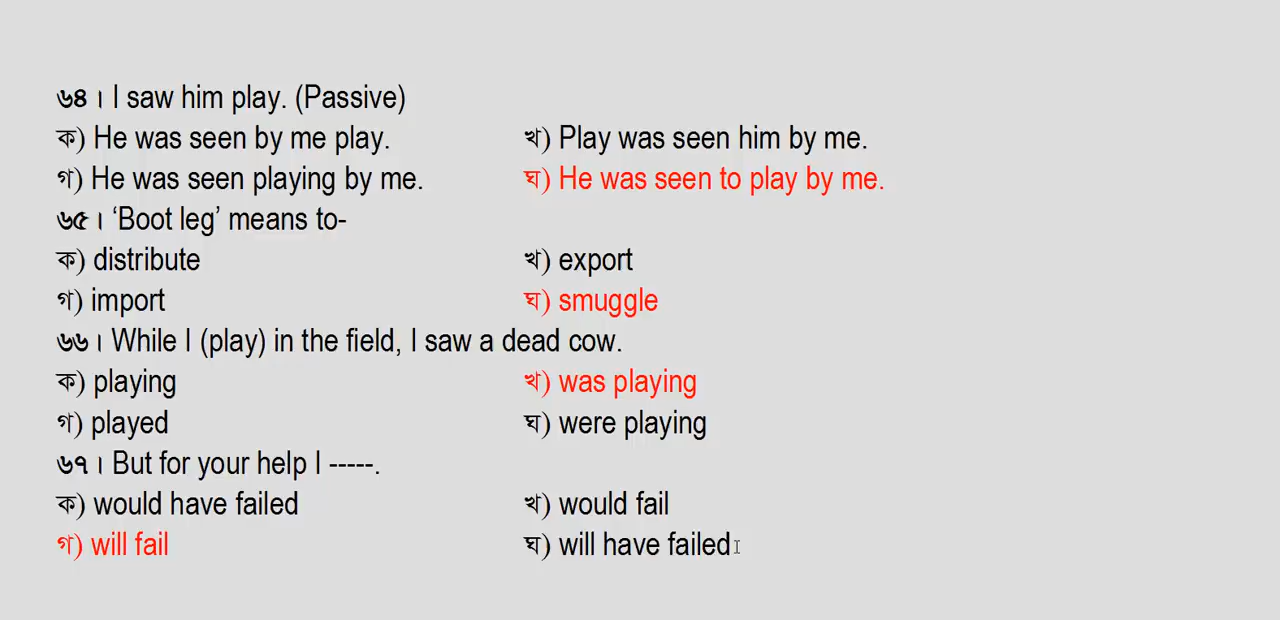 ৬৪। I saw him play. (Passive)
ক) He was seen by me play. খ) Play was seen him by me.
গ) He was seen playing by me. ঘ) He was seen to play by me.
৬৫। ‘Boot leg’ means to-
ক) distribute খ) export
গ) import ঘ) smuggle
৬৬। While I (play) in the field, I saw a dead cow.
ক) playing খ) was playing
গ) played ঘ) were playing
৬৭। But for your help I -----.
ক) would have failed খ) would fail
গ) will fail ঘ) will have failed